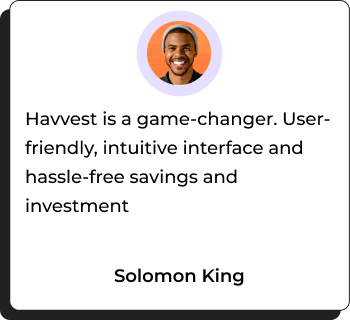 Havvest is a game-changer. User-
friendly, intuitive interface and
hassle-free savings and
investment
Solomon King